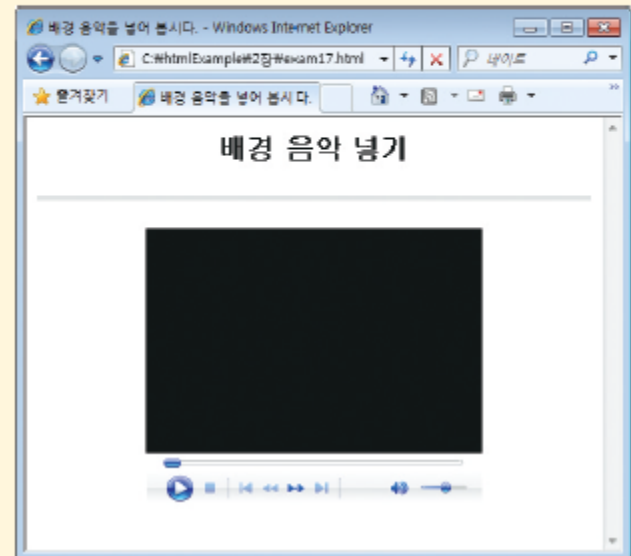 배경 음악을 넣어 봅시다. - Windows Internet Explorer
C:₩htmlExample₩2장₩exam17.html
네이트
즐겨찾기
배경 음악을 넣어 봅시다.
배경 음악 넣기